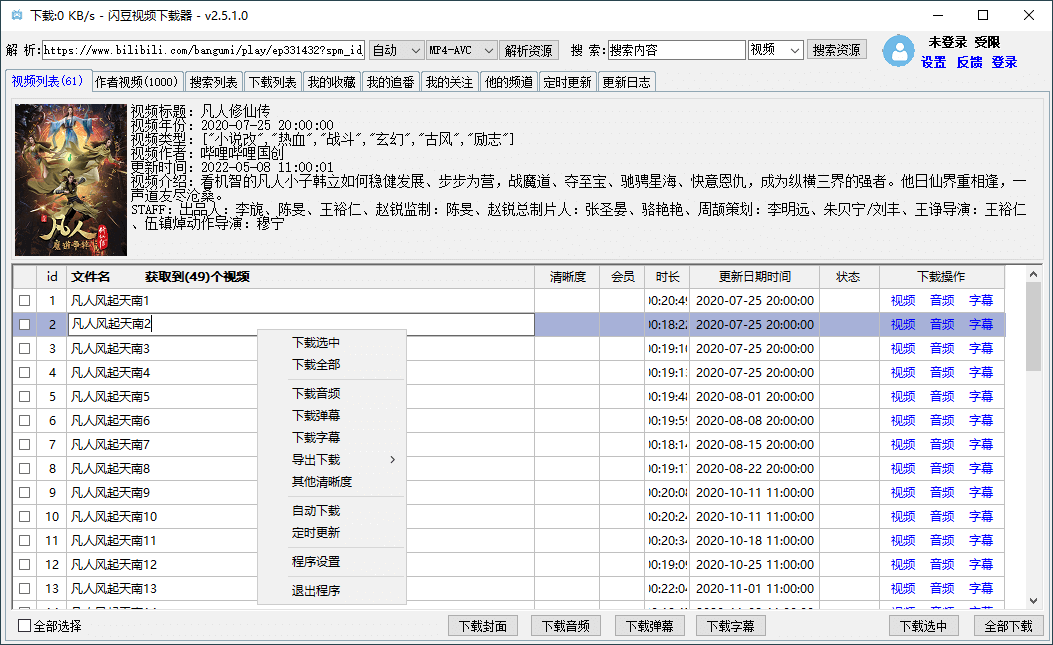 下载:0 KB/s - 闪豆视频下载器 - v2.5.1.0
解 析: https://www.bilibili.com/bangumi/play/ep331432?spm_id 自动 MP4-AVC 解析资源 搜 索: 搜索内容 视频 搜索资源
未登录 受限
设置 反馈 登录
视频列表(61) 作者视频(1000) 搜索列表 下载列表 我的收藏 我的追番 我的关注 他的频道 定时更新 更新日志
视频标题: 凡人修仙传
视频年份: 2020-07-25 20:00:00
视频类型: ["小说改","热血","战斗","玄幻","古风","励志"]
视频作者: 哔哩哔哩国创
更新时间: 2022-05-08 11:00:01
视频介绍: 看机智的凡人小子韩立如何稳健发展、步步为营，战魔道、夺至宝、驰骋星海、快意恩仇，成为纵横三界的强者。他日仙界重相逢，一
声道友尽沧桑。
STAFF: 出品人: 李旎、陈旻、王裕仁、赵锐监制: 陈旻、赵锐总制片人: 张圣晏、骆艳艳、周颉策划: 李明远、朱贝宁/刘丰、王诤导演: 王裕仁
、伍镇焯动作导演: 穆宁
凡人
id 文件名 获取到(49)个视频 清晰度 会员 时长 更新日期时间 状态 下载操作
1 凡人风起天南1 00:20:49 2020-07-25 20:00:00 视频 音频 字幕
2 凡人风起天南2 00:18:22 2020-07-25 20:00:00 视频 音频 字幕
3 凡人风起天南3 00:19:10 2020-07-25 20:00:00 视频 音频 字幕
4 凡人风起天南4 00:19:1 2020-07-25 20:00:00 视频 音频 字幕
5 凡人风起天南5 00:19:48 2020-08-01 20:00:00 视频 音频 字幕
6 凡人风起天南6 00:19:59 2020-08-08 20:00:00 视频 音频 字幕
7 凡人风起天南7 00:18:14 2020-08-15 20:00:00 视频 音频 字幕
8 凡人风起天南8 00:19:17 2020-08-22 20:00:00 视频 音频 字幕
9 凡人风起天南9 00:20:08 2020-10-11 11:00:00 视频 音频 字幕
10 凡人风起天南10 00:20:24 2020-10-11 11:00:00 视频 音频 字幕
11 凡人风起天南11 00:20:34 2020-10-18 11:00:00 视频 音频 字幕
12 凡人风起天南12 00:19:09 2020-10-25 11:00:00 视频 音频 字幕
13 凡人风起天南13 00:22:04 2020-11-01 11:00:00 视频 音频 字幕
下载选中
下载全部
下载音频
下载弹幕
下载字幕
导出下载
其他清晰度
自动下载
定时更新
程序设置
退出程序
全部选择 下载封面 下载音频 下载弹幕 下载字幕 下载选中 全部下载